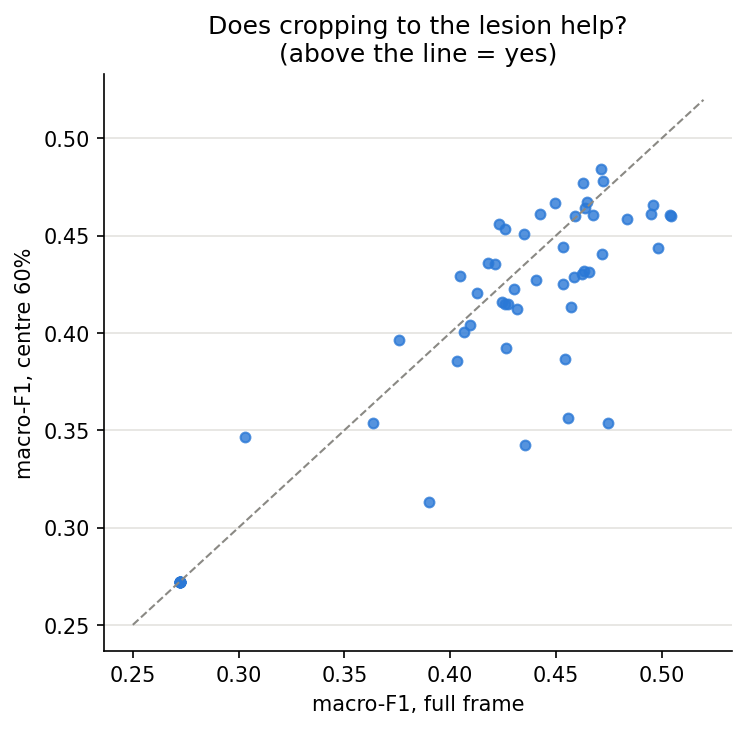 Does cropping to the lesion help?
(above the line = yes)
macro-F1, centre 60%
0.50
0.45
0.40
0.35
0.30
0.25
0.25 0.30 0.35 0.40 0.45 0.50
macro-F1, full frame